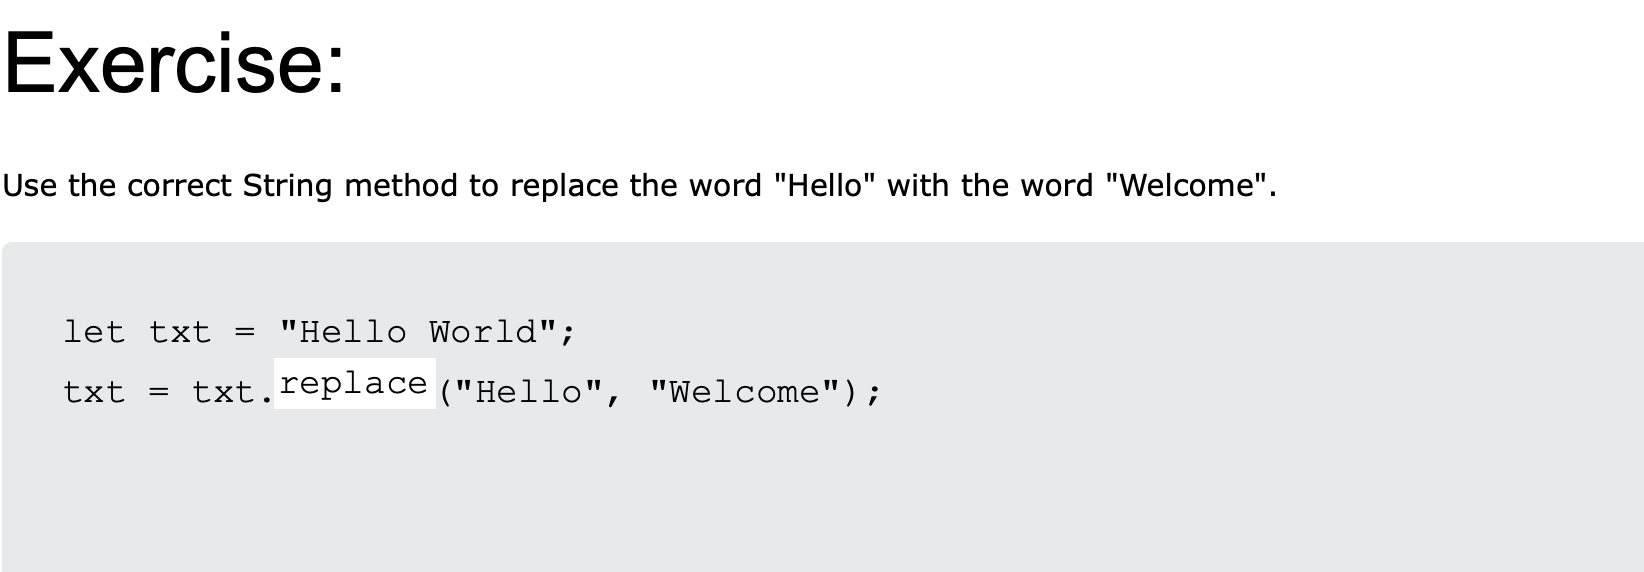 Exercise:
Use the correct String method to replace the word "Hello" with the word "Welcome".
let txt = "Hello World";
txt = txt.replace("Hello", "Welcome");